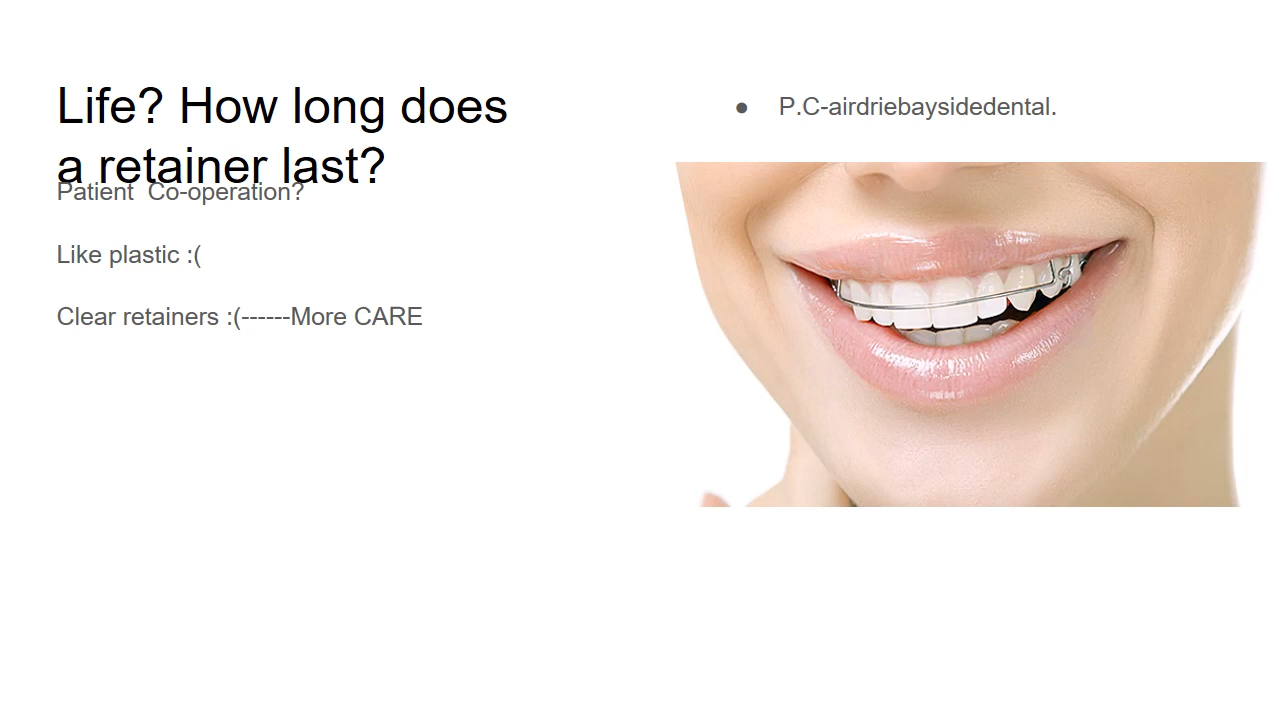 Life? How long does
a retainer last?
Patient  Co-operation?
Like plastic :(
Clear retainers :(------More CARE
● P.C-airdriebaysidedental.